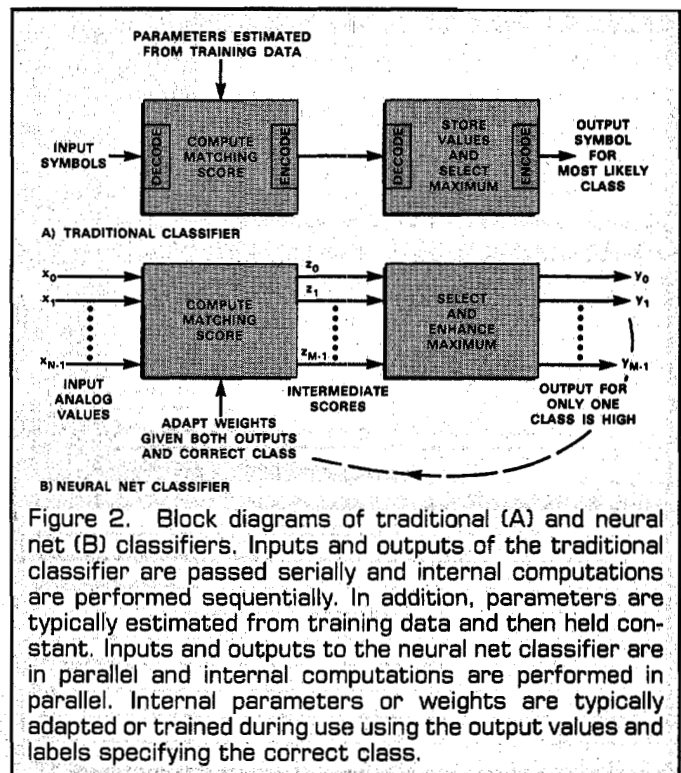 PARAMETERS ESTIMATED
FROM TRAINING DATA
INPUT
SYMBOLS
DECODE
COMPUTE
MATCHING
SCORE
ENCODE
DECODE
STORE
VALUES
AND
SELECT
MAXIMUM
ENCODE
OUTPUT
SYMBOL
FOR
MOST LIKELY
CLASS
A) TRADITIONAL CLASSIFIER
x₀
x₁
xN-1
INPUT
ANALOG
VALUES
COMPUTE
MATCHING
SCORE
z₀
z₁
zM-1
INTERMEDIATE
SCORES
SELECT
AND
ENHANCE
MAXIMUM
y₀
y₁
yM-1
OUTPUT FOR
ONLY ONE
CLASS IS HIGH
ADAPT WEIGHTS
GIVEN BOTH OUTPUTS
AND CORRECT CLASS
B) NEURAL NET CLASSIFIER
Figure 2. Block diagrams of traditional (A) and neural
net (B) classifiers. Inputs and outputs of the traditional
classifier are passed serially and internal computations
are performed sequentially. In addition, parameters are
typically estimated from training data and then held con-
stant. Inputs and outputs to the neural net classifier are
in parallel and internal computations are performed in
parallel. Internal parameters or weights are typically
adapted or trained during use using the output values and
labels specifying the correct class.